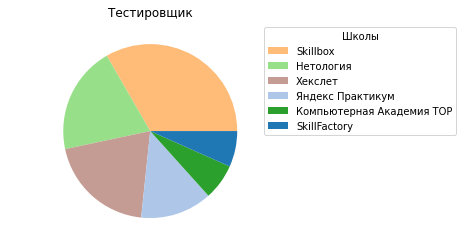 Тестировщик
Школы
Skillbox
Нетология
Хекслет
Яндекс Практикум
Компьютерная Академия TOP
SkillFactory